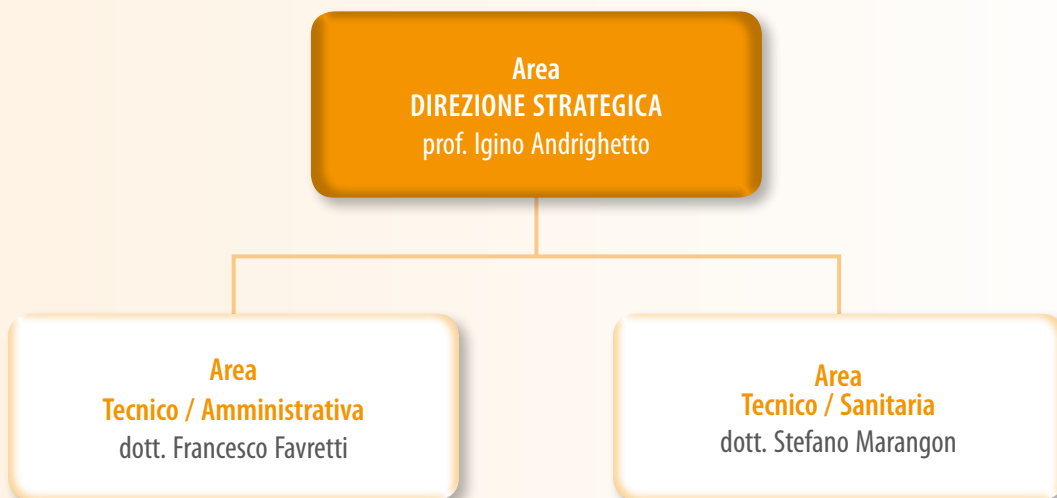 Area
DIREZIONE STRATEGICA
prof. Igino Andrighetto
Area
Tecnico / Amministrativa
dott. Francesco Favretti
Area
Tecnico / Sanitaria
dott. Stefano Marangon